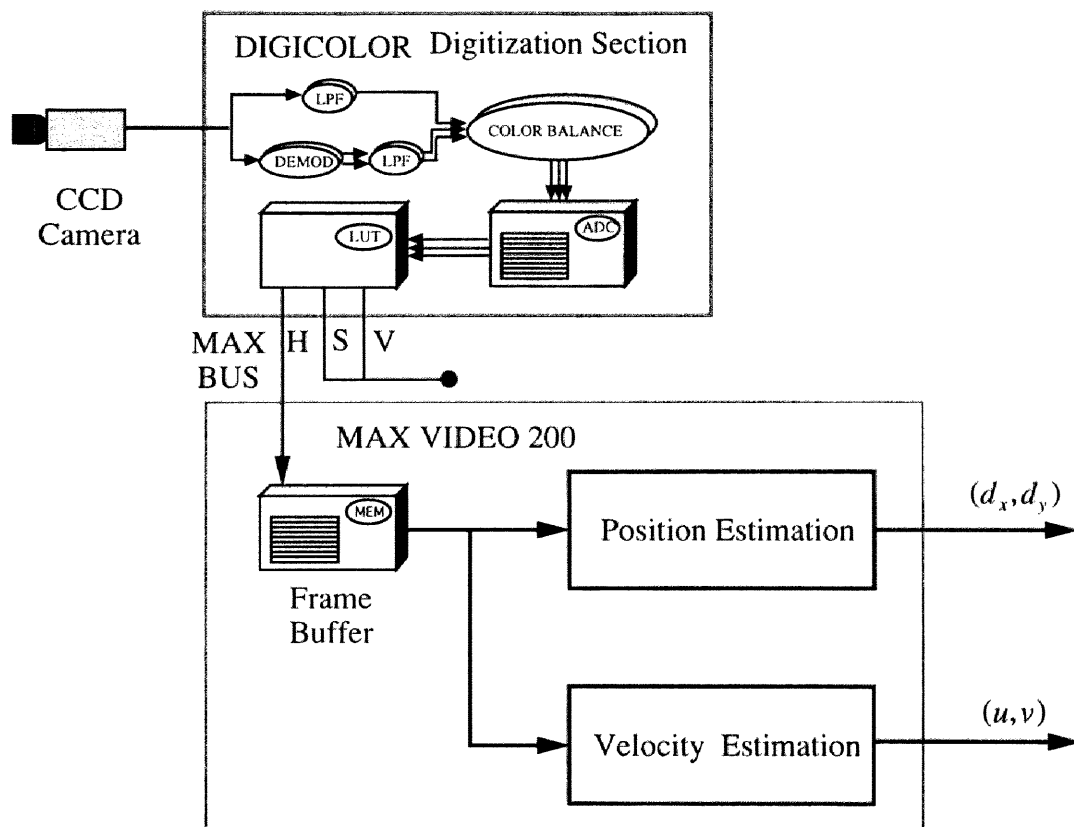 DIGICOLOR Digitization Section
LPF
COLOR BALANCE
DEMOD
LPF
CCD
Camera
LUT
ADC
MAX
BUS
H
S
V
MAX VIDEO 200
MEM
Frame
Buffer
Position Estimation
(d_x, d_y)
Velocity Estimation
(u, v)